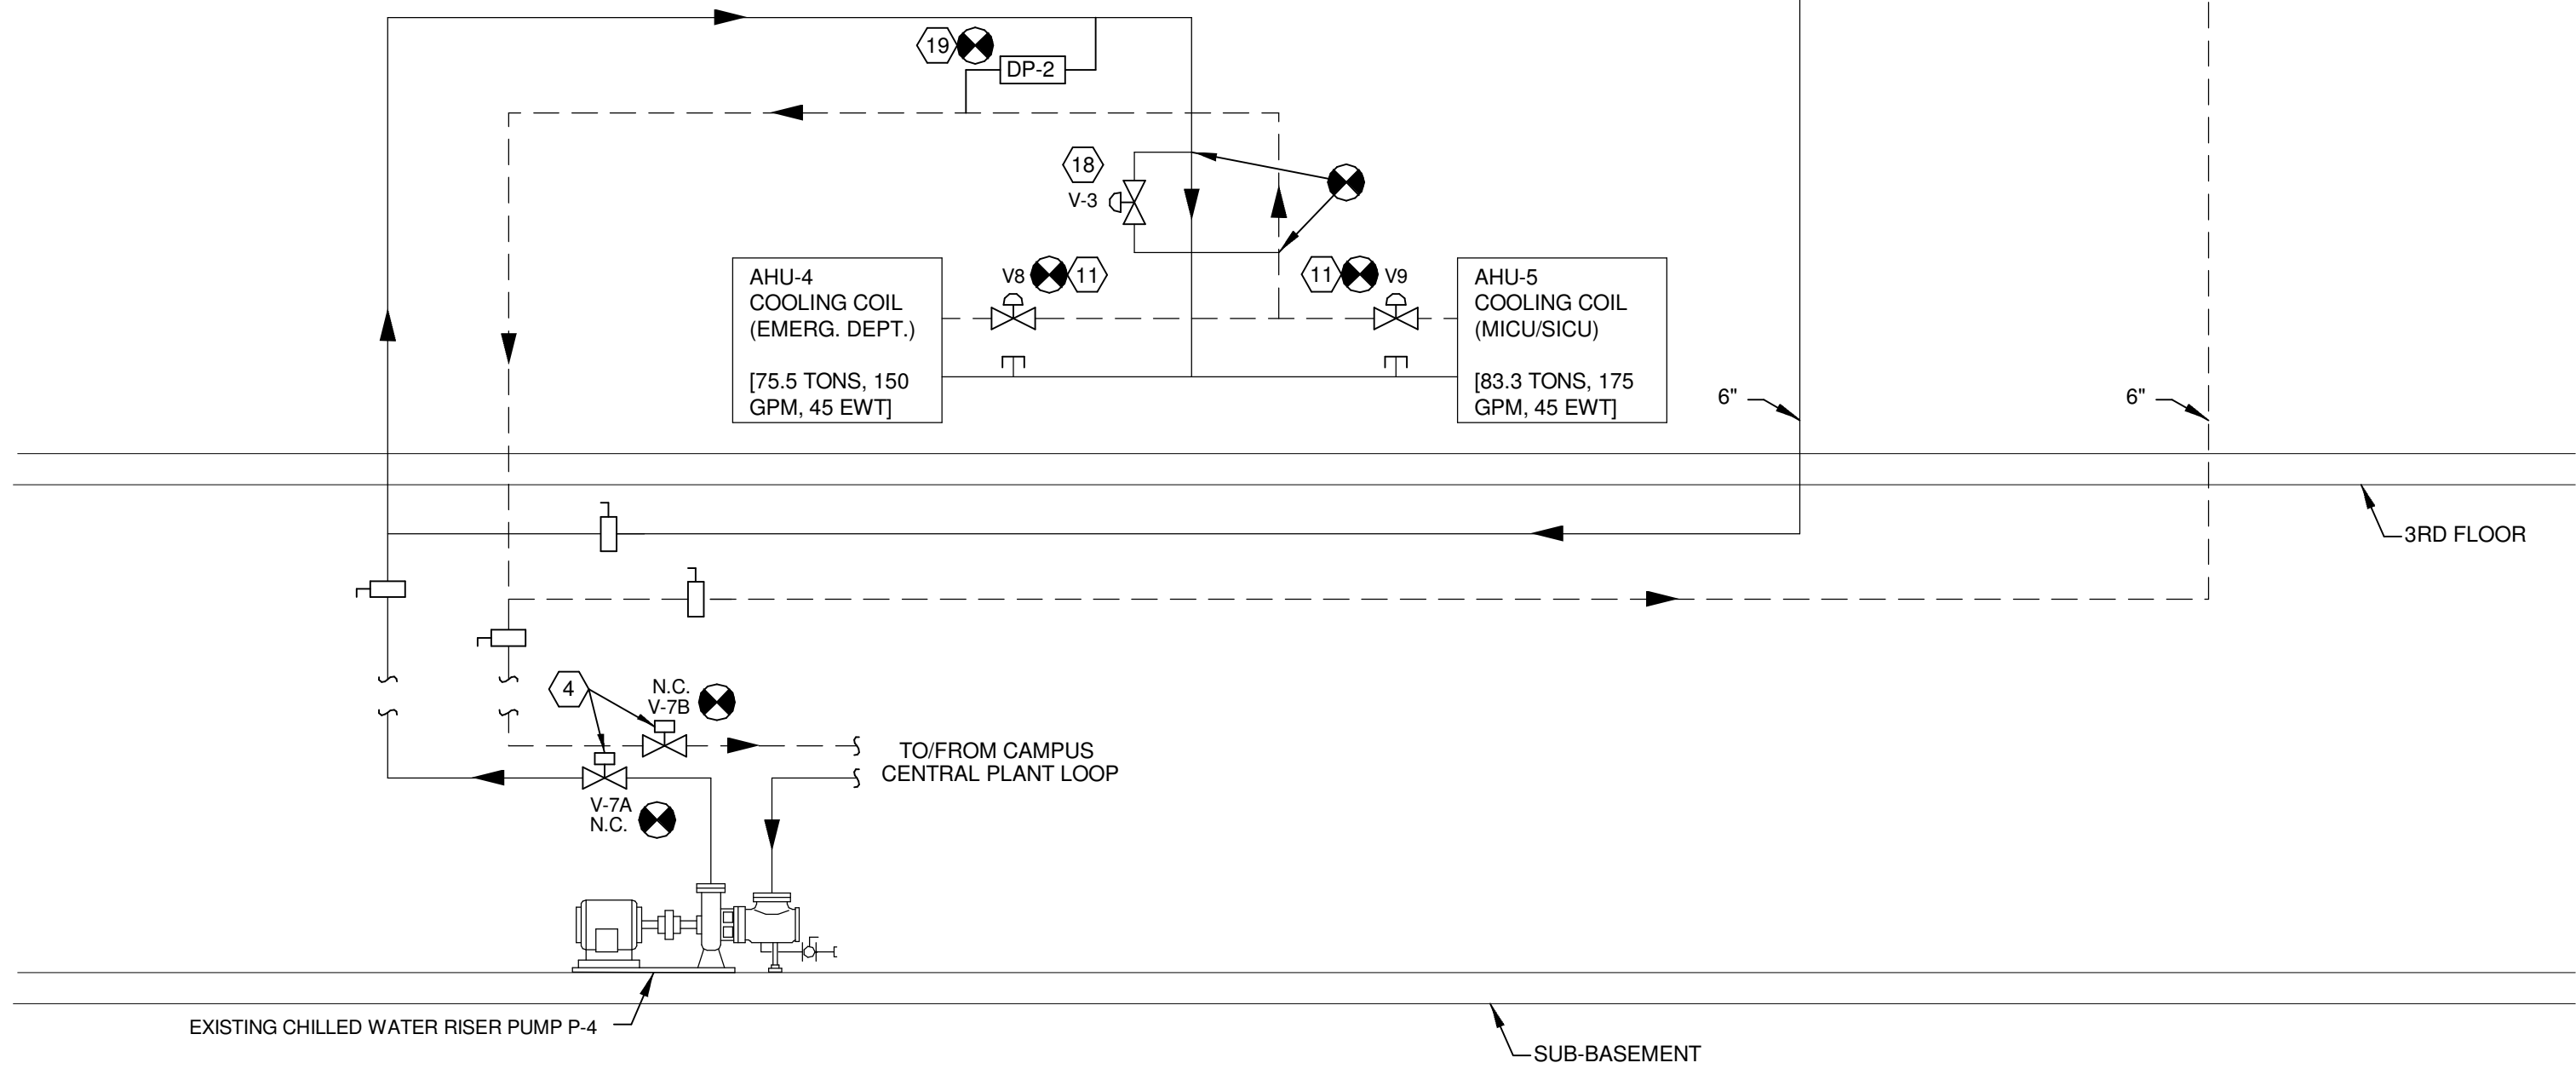 19
DP-2
18
V-3
V8
11
11
V9
AHU-4
COOLING COIL
(EMERG. DEPT.)
[75.5 TONS, 150
GPM, 45 EWT]
AHU-5
COOLING COIL
(MICU/SICU)
[83.3 TONS, 175
GPM, 45 EWT]
6"
6"
3RD FLOOR
4
N.C.
V-7B
TO/FROM CAMPUS
CENTRAL PLANT LOOP
V-7A
N.C.
EXISTING CHILLED WATER RISER PUMP P-4
SUB-BASEMENT